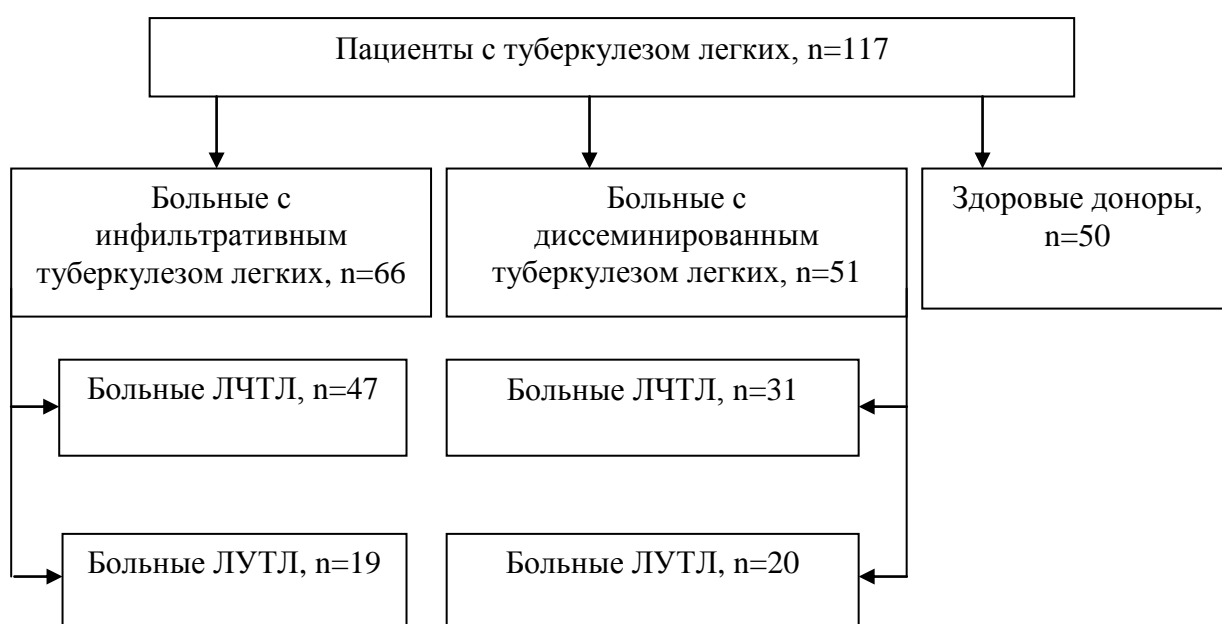 Пациенты с туберкулезом легких, n=117
Больные с
инфильтративным
туберкулезом легких, n=66
Больные с
диссеминированным
туберкулезом легких, n=51
Здоровые доноры,
n=50
Больные ЛЧТЛ, n=47
Больные ЛЧТЛ, n=31
Больные ЛУТЛ, n=19
Больные ЛУТЛ, n=20